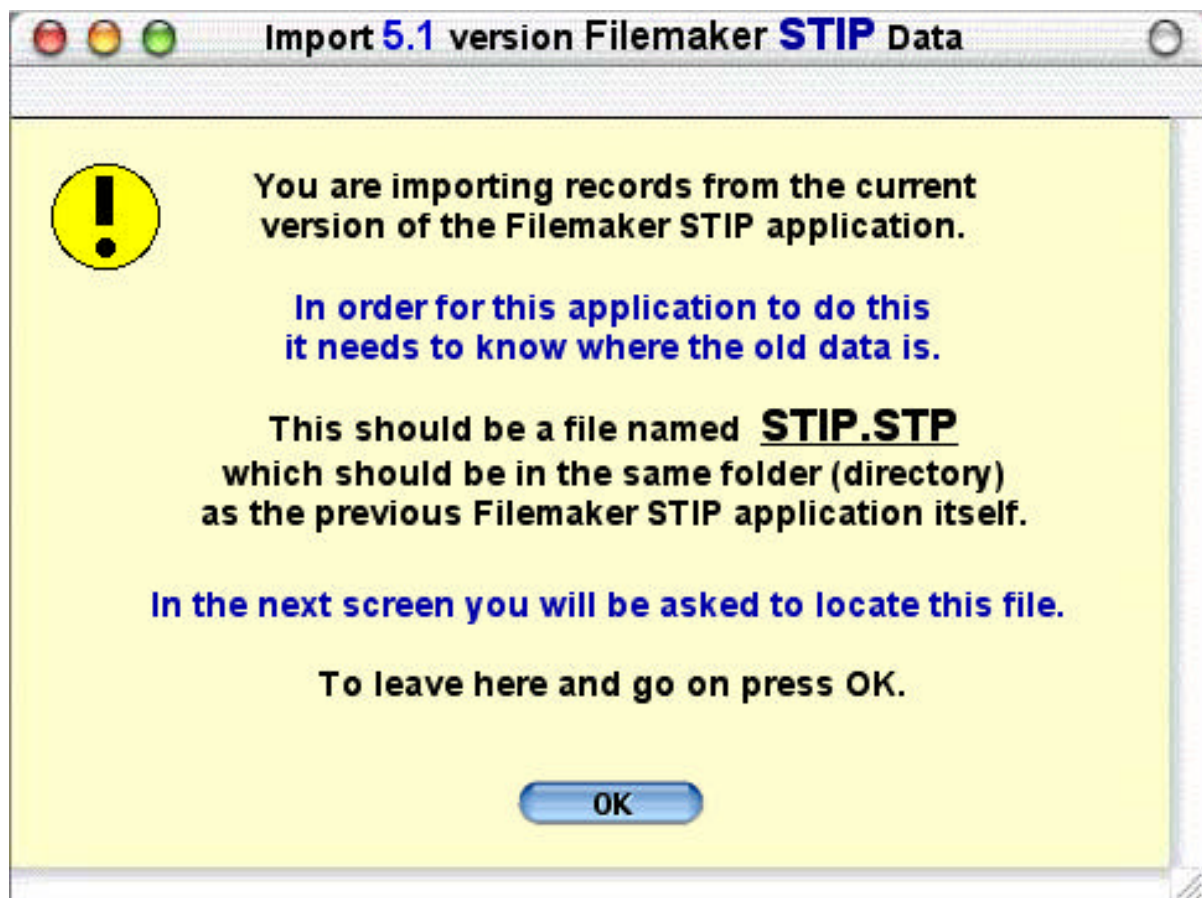 Import 5.1 version Filemaker STIP Data
You are importing records from the current
version of the Filemaker STIP application.
In order for this application to do this
it needs to know where the old data is.
This should be a file named STIP.STP
which should be in the same folder (directory)
as the previous Filemaker STIP application itself.
In the next screen you will be asked to locate this file.
To leave here and go on press OK.
OK